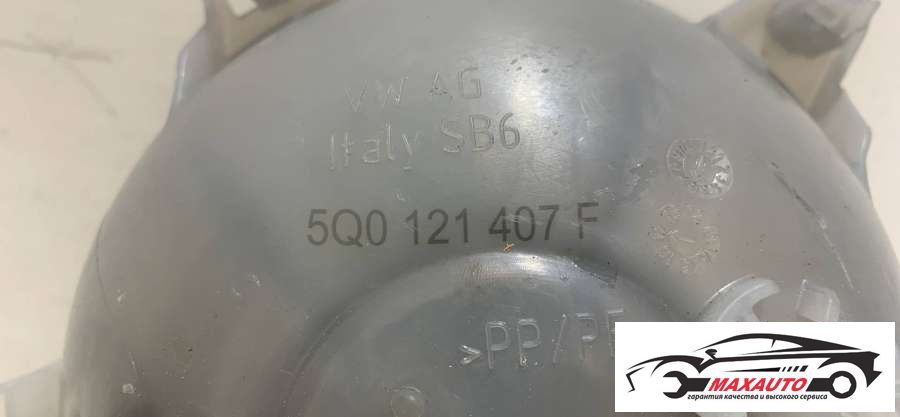 VW AG
Italy SB6
5Q0 121 407 F
>PP/PE
MAXAUTO
гарантия качества и высокого сервиса